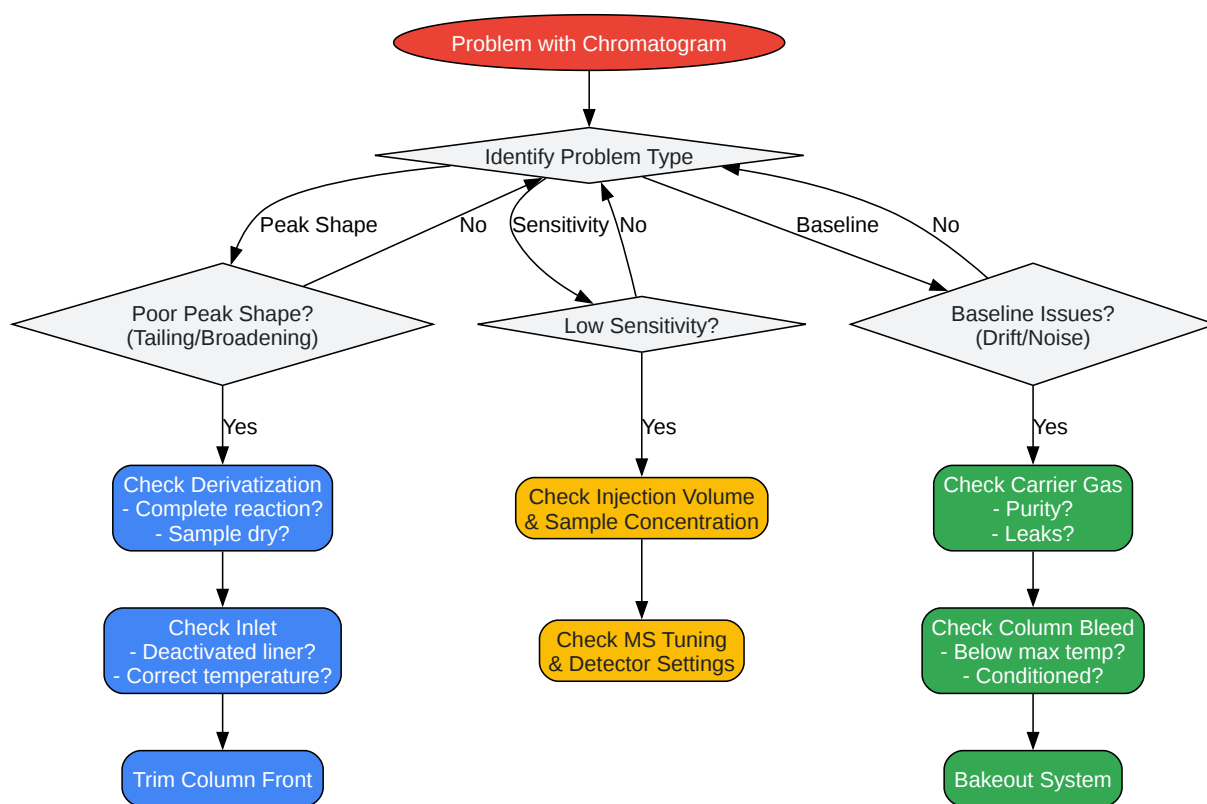 Problem with Chromatogram
Identify Problem Type
Peak Shape
No
Sensitivity
No
Baseline
No
Poor Peak Shape?
(Tailing/Broadening)
Low Sensitivity?
Baseline Issues?
(Drift/Noise)
Yes
Yes
Yes
Check Derivatization
- Complete reaction?
- Sample dry?
Check Injection Volume
& Sample Concentration
Check Carrier Gas
- Purity?
- Leaks?
Check Inlet
- Deactivated liner?
- Correct temperature?
Check MS Tuning
& Detector Settings
Check Column Bleed
- Below max temp?
- Conditioned?
Trim Column Front
Bakeout System